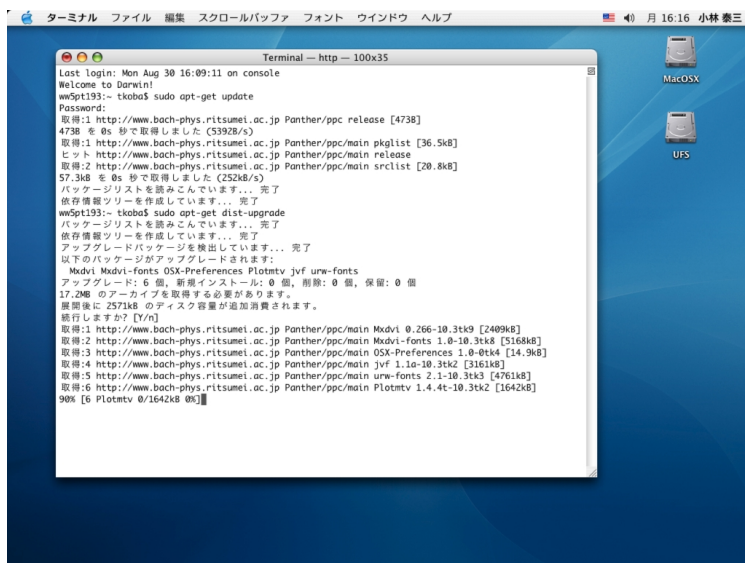 ターミナル ファイル 編集 スクロールバッファ フォント ウインドウ ヘルプ 月 16:16 小林 泰三
Terminal — http — 100x35
Last login: Mon Aug 30 16:09:11 on console
Welcome to Darwin!
ww5pt193:~ tkoba$ sudo apt-get update
Password:
取得:1 http://www.bach-phys.ritsumei.ac.jp Panther/ppc release [473B]
473B を 0s 秒で取得しました (5392B/s)
取得:1 http://www.bach-phys.ritsumei.ac.jp Panther/ppc/main pkglist [36.5kB]
ヒット http://www.bach-phys.ritsumei.ac.jp Panther/ppc/main release
取得:2 http://www.bach-phys.ritsumei.ac.jp Panther/ppc/main srclist [20.8kB]
57.3kB を 0s 秒で取得しました (252kB/s)
パッケージリストを読みこんでいます... 完了
依存情報ツリーを作成しています... 完了
ww5pt193:~ tkoba$ sudo apt-get dist-upgrade
パッケージリストを読みこんでいます... 完了
依存情報ツリーを作成しています... 完了
アップグレードパッケージを検出しています... 完了
以下のパッケージがアップグレードされます:
Mxdvi Mxdvi-fonts OSX-Preferences Plotmtv jvf urw-fonts
アップグレード: 6 個, 新規インストール: 0 個, 削除: 0 個, 保留: 0 個
17.2MB のアーカイブを取得する必要があります。
展開後に 2571kB のディスク容量が追加消費されます。
続行しますか? [Y/n]
取得:1 http://www.bach-phys.ritsumei.ac.jp Panther/ppc/main Mxdvi 0.266-10.3tk9 [2409kB]
取得:2 http://www.bach-phys.ritsumei.ac.jp Panther/ppc/main Mxdvi-fonts 1.0-10.3tk8 [5168kB]
取得:3 http://www.bach-phys.ritsumei.ac.jp Panther/ppc/main OSX-Preferences 1.0-0tk4 [14.9kB]
取得:4 http://www.bach-phys.ritsumei.ac.jp Panther/ppc/main jvf 1.1a-10.3tk2 [3161kB]
取得:5 http://www.bach-phys.ritsumei.ac.jp Panther/ppc/main urw-fonts 2.1-10.3tk3 [4761kB]
取得:6 http://www.bach-phys.ritsumei.ac.jp Panther/ppc/main Plotmtv 1.4.4t-10.3tk2 [1642kB]
90% [6 Plotmtv 0/1642kB 0%]
MacOSX
UFS